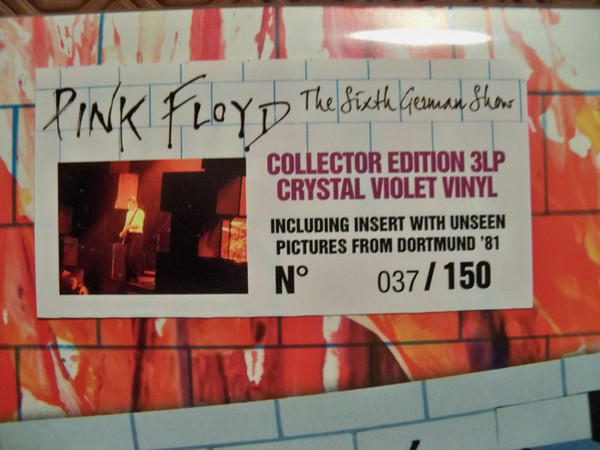 PINK FLOYD The Sixth German Show
COLLECTOR EDITION 3LP
CRYSTAL VIOLET VINYL
INCLUDING INSERT WITH UNSEEN
PICTURES FROM DORTMUND '81
N° 037 / 150